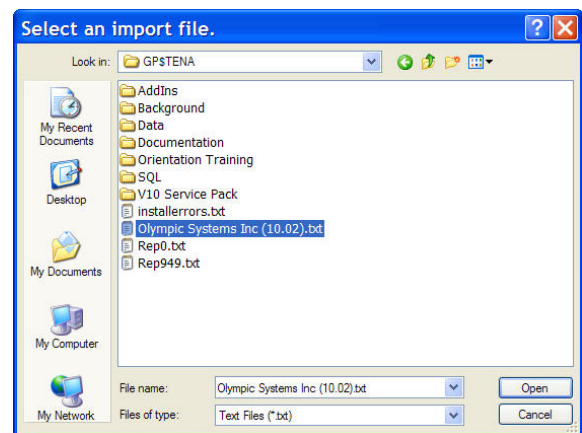 Select an import file.
Look in:
GP$TENA
My Recent
Documents
Desktop
My Documents
My Computer
My Network
AddIns
Background
Data
Documentation
Orientation Training
SQL
V10 Service Pack
installerrors.txt
Olympic Systems Inc (10.02).txt
Rep0.txt
Rep949.txt
File name:
Olympic Systems Inc (10.02).txt
Open
Files of type:
Text Files (*.txt)
Cancel